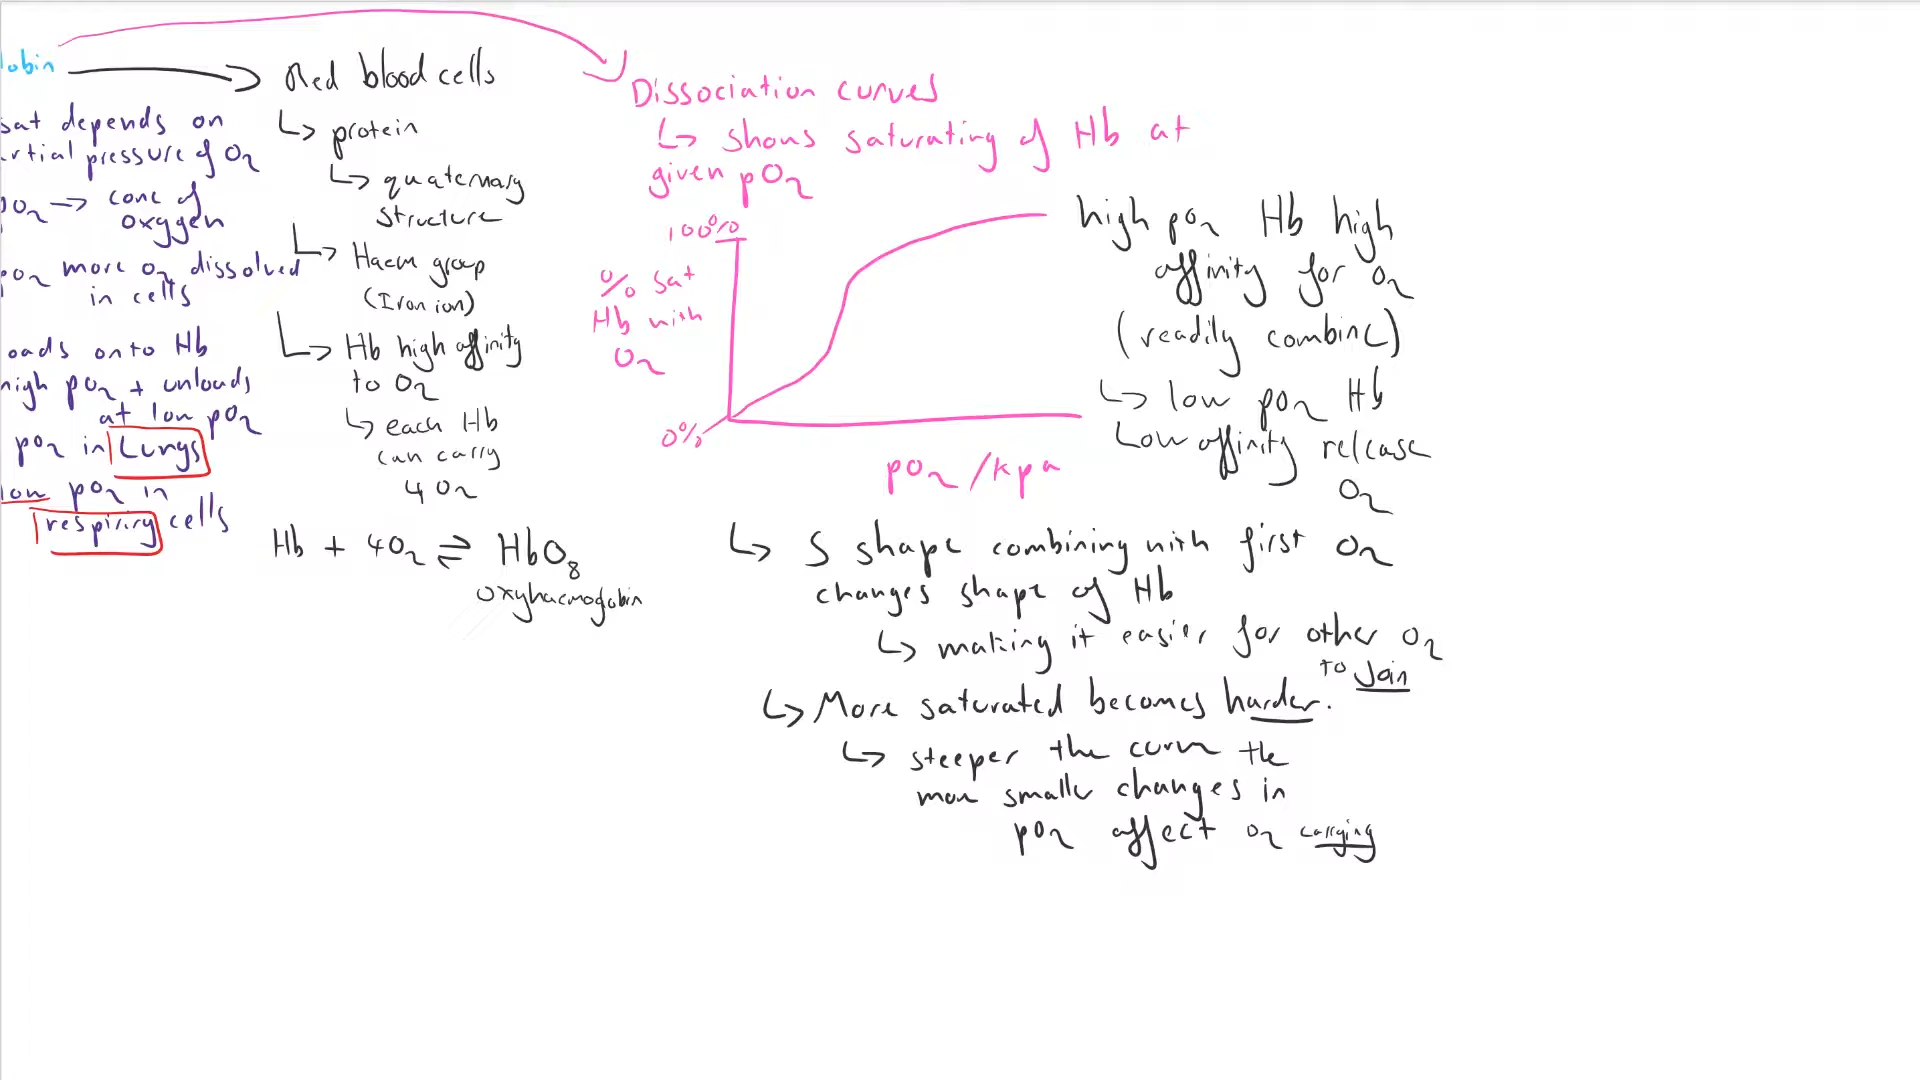 obin
sat depends on
rtial pressure of O2
pO2 → conc of
oxygen
pO2 more O2 dissolved
in cells
oads onto Hb
high pO2 + unloads
at low pO2
pO2 in Lungs
low pO2 in
respiriry cells
Red blood cells
↳ protein
↳ quaternary
structure
↳ Haem group
(Iron ion)
↳ Hb high affinity
to O2
↳ each Hb
can carry
4 O2
Hb + 4O2 ⇌ HbO8
oxyhaemogobin
Dissociation curves
↳ shows saturating of Hb at
given pO2
100%
% sat
Hb with
O2
0%
pO2 /kpa
high pO2 Hb high
affinity for O2
(readily combine)
↳ low pO2 Hb
Low affinity release
O2
↳ S shape combining with first O2
changes shape of Hb
↳ making it easier for other O2
to Join
↳ More saturated becomes harder.
↳ steeper the curve the
more smaller changes in
pO2 affect O2 carrying